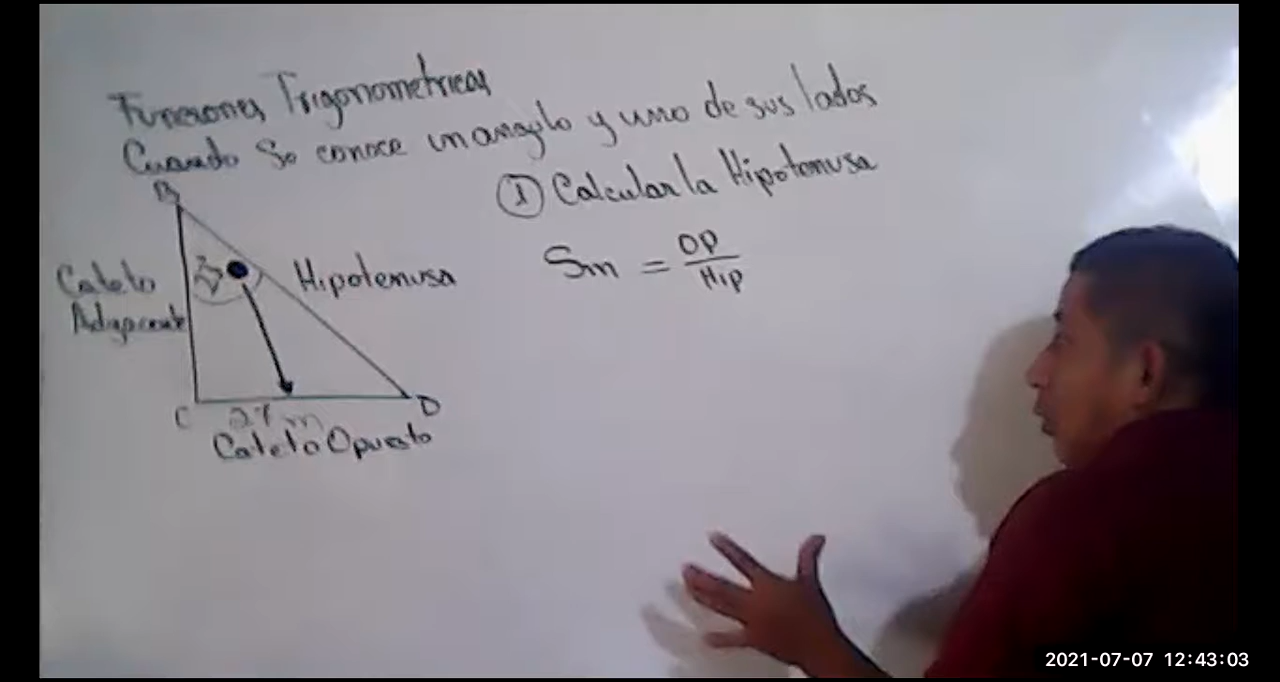 Funciones Trigonometricas
Cuando Se conoce un angulo y uno de sus lados
① Calcular la Hipotenusa
B
Sin = OP
Hip
Cateto
Adyacente
Hipotenusa
C
27 m
D
Cateto Opuesto
2021-07-07 12:43:03